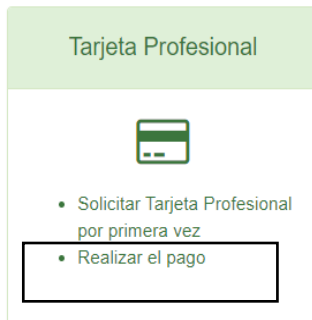 Tarjeta Profesional
Solicitar Tarjeta Profesional
por primera vez
Realizar el pago